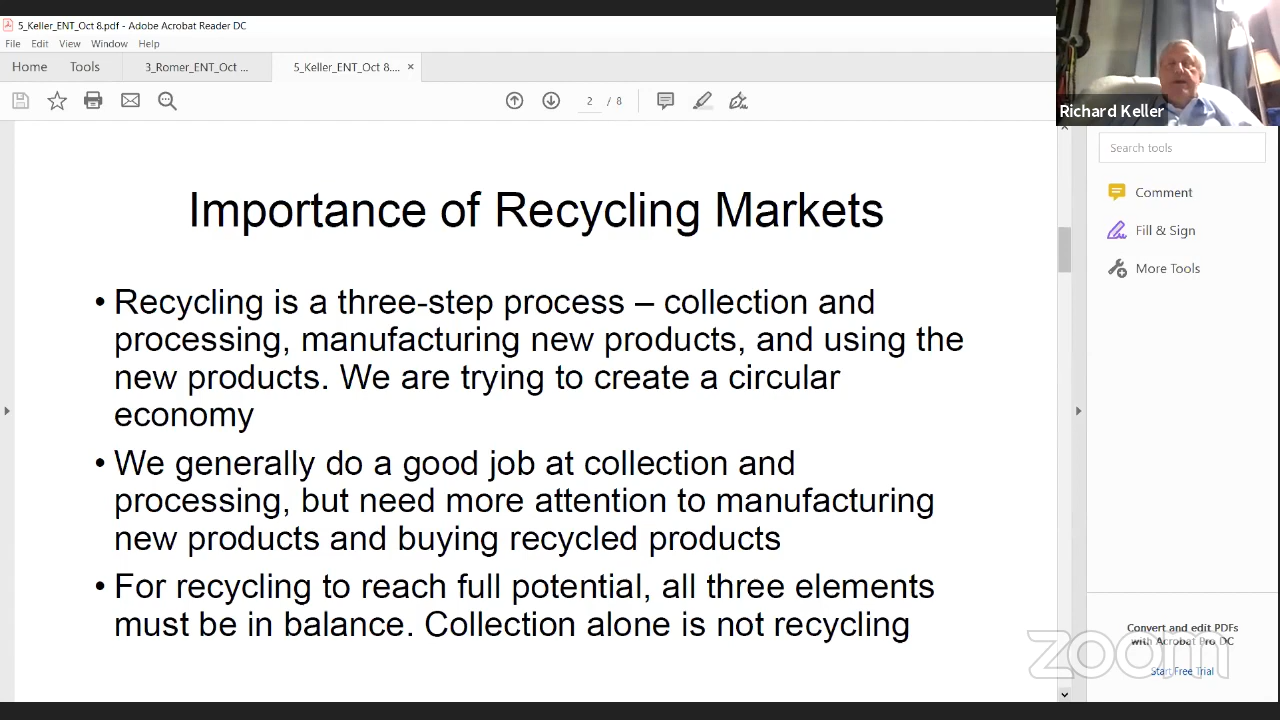 5_Keller_ENT_Oct 8.pdf - Adobe Acrobat Reader DC
File Edit View Window Help
Home Tools 3_Romer_ENT_Oct ... 5_Keller_ENT_Oct 8.... ×
2 / 8
Richard Keller
Search tools
Comment
Fill & Sign
More Tools
Importance of Recycling Markets
• Recycling is a three-step process – collection and
processing, manufacturing new products, and using the
new products. We are trying to create a circular
economy
• We generally do a good job at collection and
processing, but need more attention to manufacturing
new products and buying recycled products
• For recycling to reach full potential, all three elements
must be in balance. Collection alone is not recycling
Convert and edit PDFs
with Acrobat Pro DC
Start Free Trial
zoom